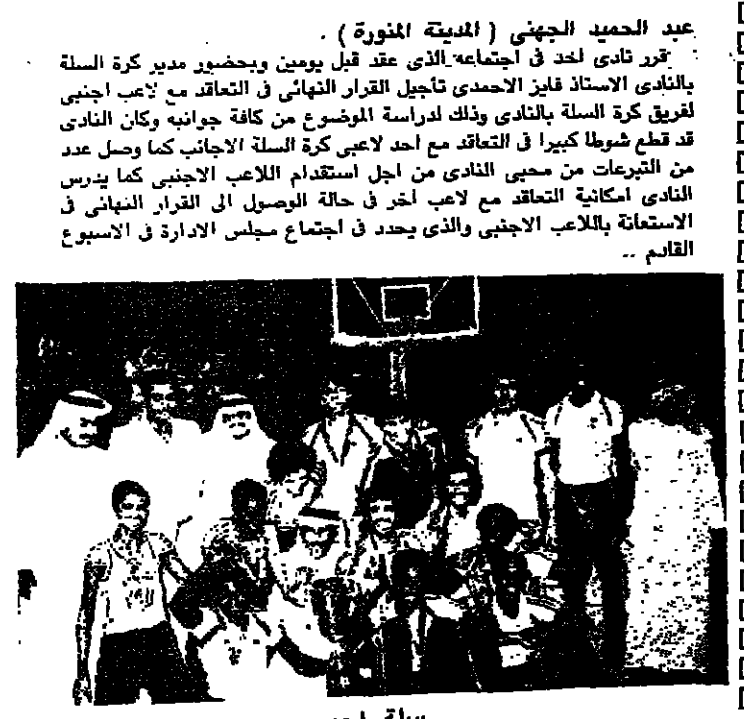 عبد الحميد الجهني ( المدينة المنورة ) .
: قرر نادى احد فى اجتماعه الذى عقد قبل يومين وبحضور مدير كرة السلة
بالنادى الاستاذ فايز الاحمدى تأجيل القرار النهائى فى التعاقد مع لاعب اجنبى
لفريق كرة السلة بالنادى وذلك لدراسة الموضوع من كافة جوانبه وكان النادى
قد قطع شوطا كبيرا فى التعاقد مع احد لاعبى كرة السلة الاجانب كما وصل عدد
من التبرعات من محبى النادى من اجل استقدام اللاعب الاجنبى كما يدرس
النادى امكانية التعاقد مع لاعب آخر فى حالة الوصول الى القرار النهائى فى
الاستعانة باللاعب الاجنبى والذى يحدد فى اجتماع مجلس الادارة فى الاسبوع
القادم ..
سلة